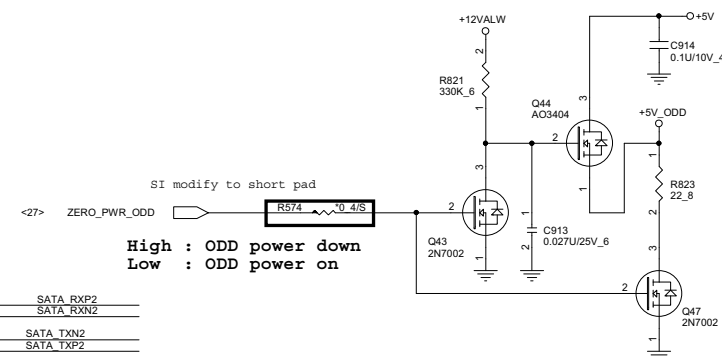 +12VALW
+5V
2
C914
0.1U/10V_4
R821
330K_6
1
3
Q44
AO3404
+5V_ODD
2
1
1
R823
22_8
2
SI modify to short pad
<27> ZERO_PWR_ODD
R574 *0_4/S
2
3
Q43
2N7002
1
1
C913
0.027U/25V_6
2
3
High : ODD power down
Low : ODD power on
2
Q47
2N7002
1
SATA_RXP2
SATA_RXN2
SATA_TXN2
SATA_TXP2